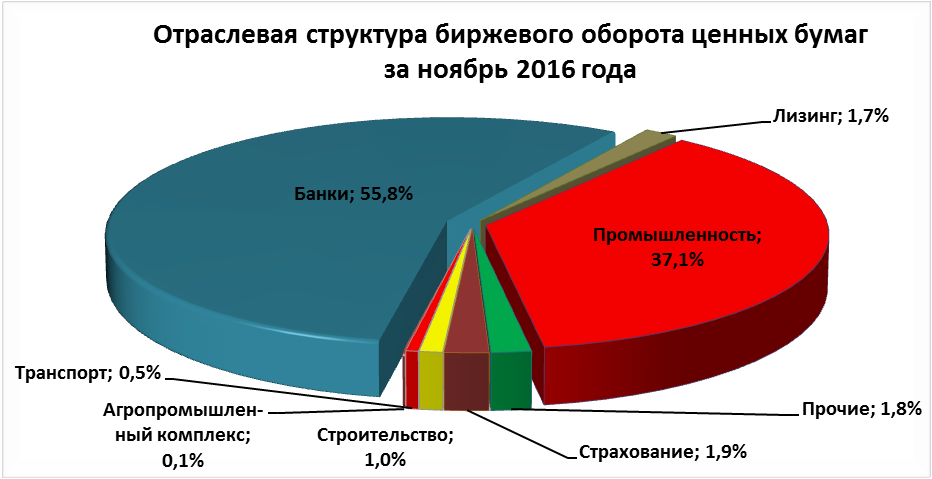 Отраслевая структура биржевого оборота ценных бумаг
за ноябрь 2016 года
Лизинг; 1,7%
Банки; 55,8%
Промышленность;
37,1%
Транспорт; 0,5%
Агропромышлен-
ный комплекс;
0,1%
Строительство;
1,0%
Страхование; 1,9%
Прочие; 1,8%